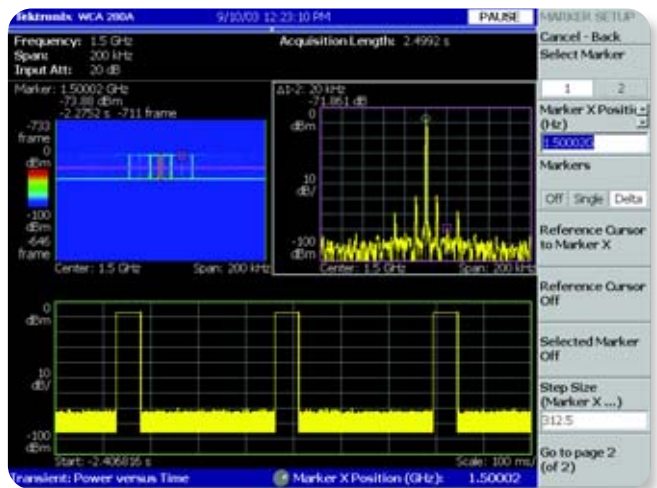 Tektronix WCA 280A 9/10/03 12:23:10 PM PAUSE
Frequency: 1.5 GHz Acquisition Length: 2.4992 s
Span: 200 kHz
Input Att: 20 dB
Marker: 1.50002 GHz
-73.88 dBm
-2.2752 s -711 frame
-733
frame
0
dBm
-100
dBm
-646
frame
Center: 1.5 GHz Span: 200 kHz
Δ1-2: 20 kHz
-71.861 dB
0
dBm
10
dB/
-100
dBm
Center: 1.5 GHz Span: 200 kHz
0
dBm
10
dB/
-100
dBm
Start: -2.406816 s Scale: 100 ms/
Transient: Power versus Time Marker X Position (GHz): 1.50002
MARKER SETUP
Cancel - Back
Select Marker
1 2
Marker X Positi
(Hz)
1.50002G
Markers
Off Single Delta
Reference Cursor
to Marker X
Reference Cursor
Off
Selected Marker
Off
Step Size
(Marker X ...)
312.5
Go to page 2
(of 2)